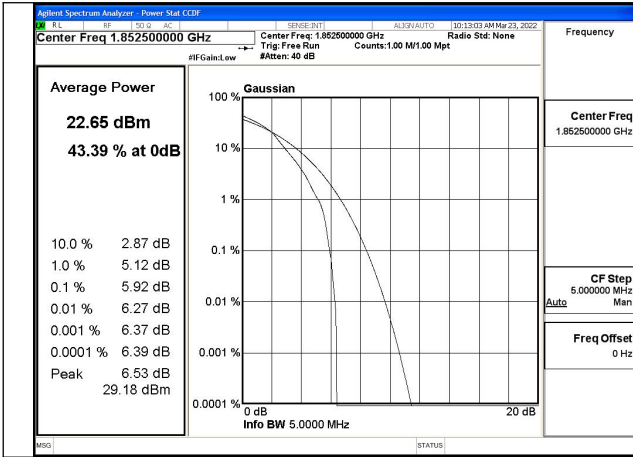 Agilent Spectrum Analyzer - Power Stat CCDF
LXI RL RF 50 Ω AC SENSE:INT ALIGN AUTO 10:13:03 AM Mar 23, 2022
Center Freq 1.852500000 GHz
Center Freq: 1.852500000 GHz Radio Std: None
Trig: Free Run Counts:1.00 M/1.00 Mpt
#IFGain:Low #Atten: 40 dB
Frequency
Average Power
22.65 dBm
43.39 % at 0dB
10.0 % 2.87 dB
1.0 % 5.12 dB
0.1 % 5.92 dB
0.01 % 6.27 dB
0.001 % 6.37 dB
0.0001 % 6.39 dB
Peak 6.53 dB
29.18 dBm
Gaussian
100 %
10 %
1 %
0.1 %
0.01 %
0.001 %
0.0001 %
0 dB 20 dB
Info BW 5.0000 MHz
Center Freq
1.852500000 GHz
CF Step
5.000000 MHz
Auto Man
Freq Offset
0 Hz
MSG STATUS